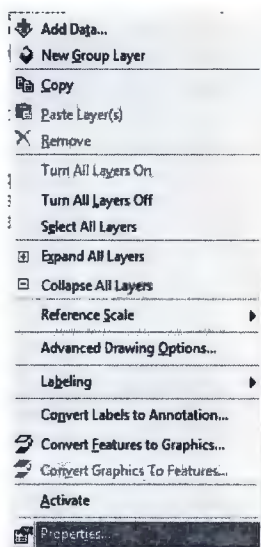 Add Data...
New Group Layer
Copy
Paste Layer(s)
Remove
Turn All Layers On
Turn All Layers Off
Select All Layers
Expand All Layers
Collapse All Layers
Reference Scale
Advanced Drawing Options...
Labeling
Convert Labels to Annotation...
Convert Features to Graphics...
Convert Graphics To Features...
Activate
Properties...